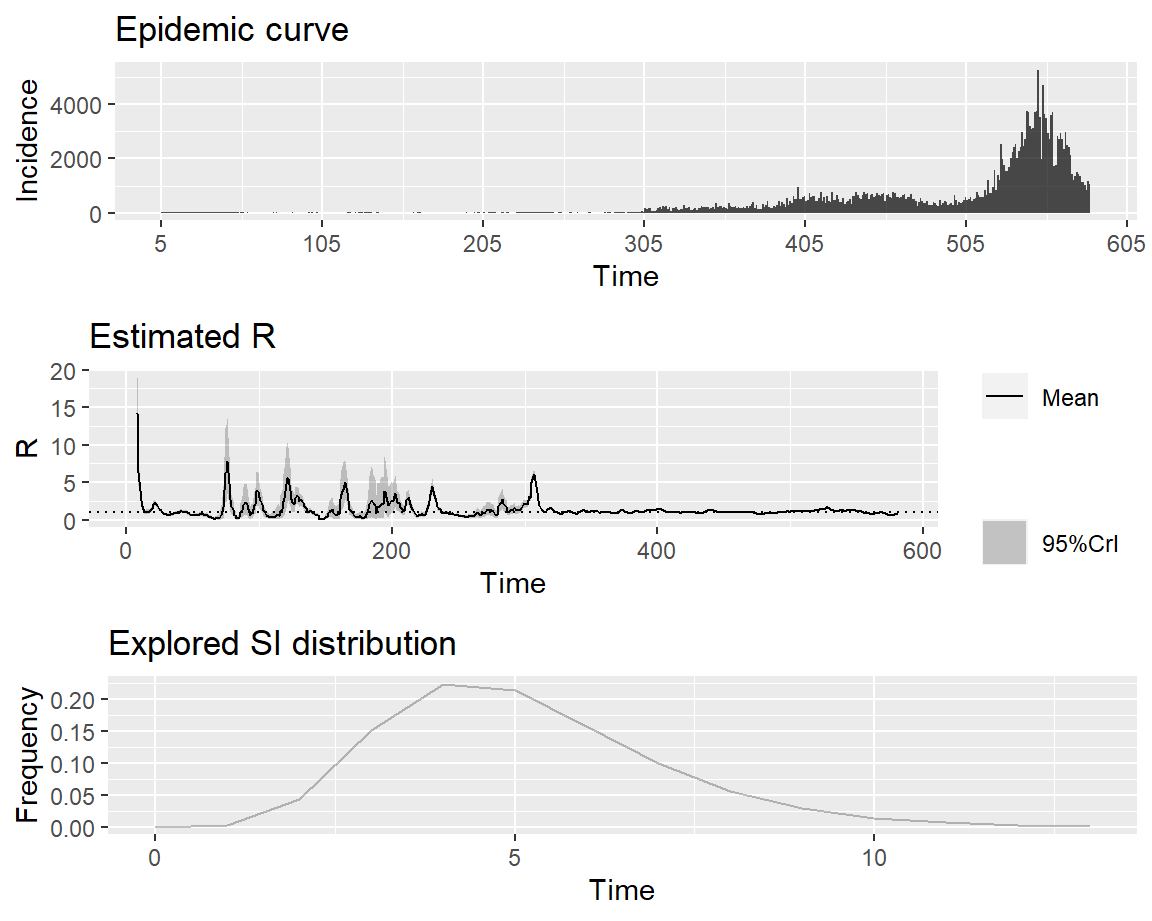 Epidemic curve
Incidence
4000
2000
0
5 105 205 305 405 505 605
Time
Estimated R
R
20
15
10
5
0
0 200 400 600
Time
Mean
95%CrI
Explored SI distribution
Frequency
0.20
0.15
0.10
0.05
0.00
0 5 10
Time